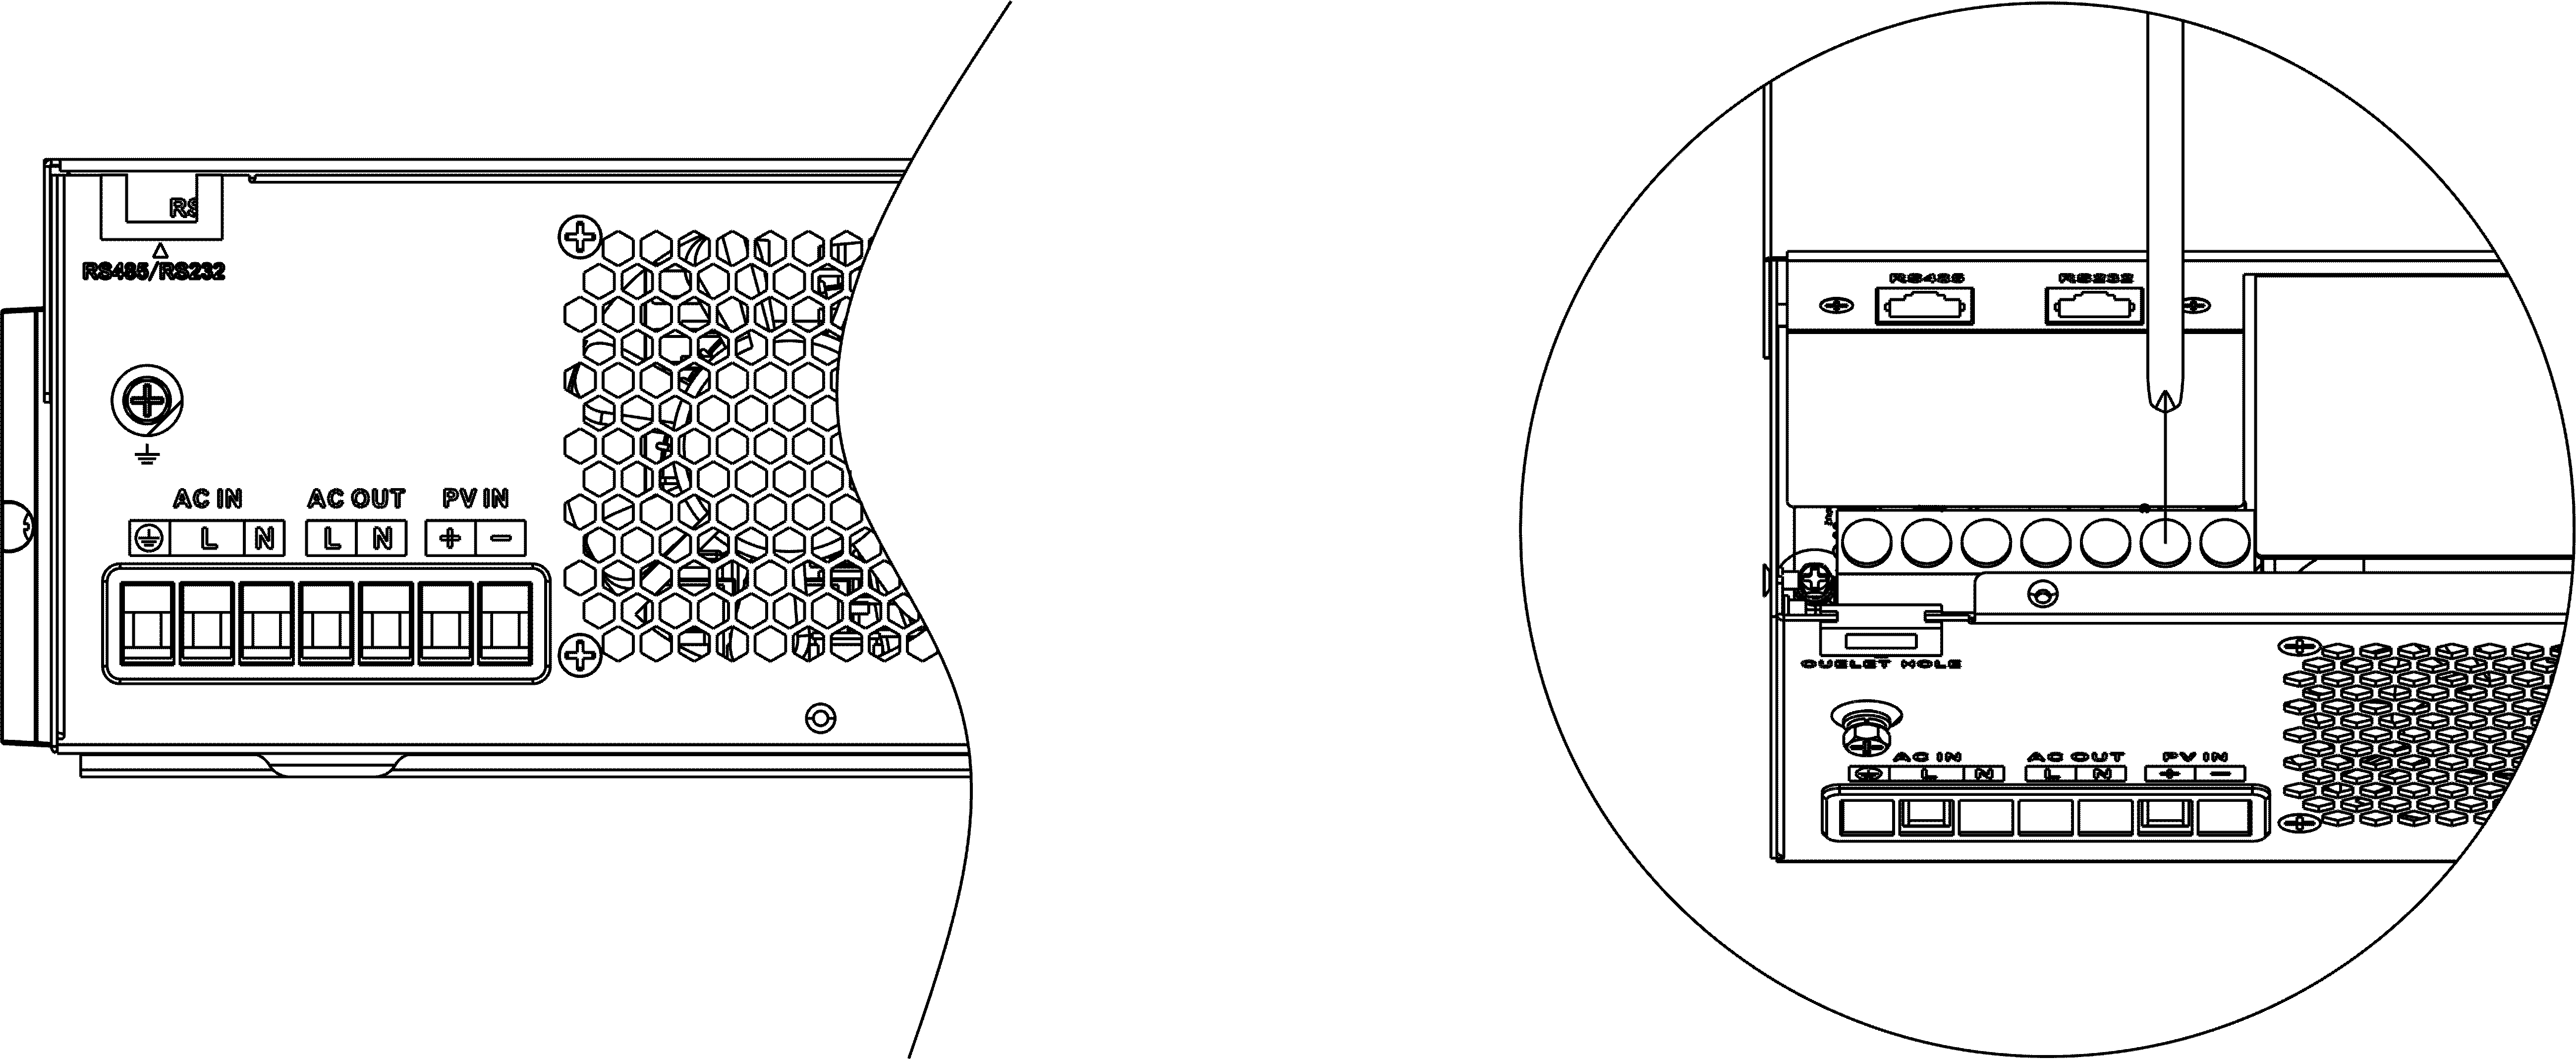 RS
RS485/RS232
AC IN AC OUT PV IN
L N L N + −
RS485 RS232
OUELET HOLE
AC IN AC OUT PV IN
L N L N + −